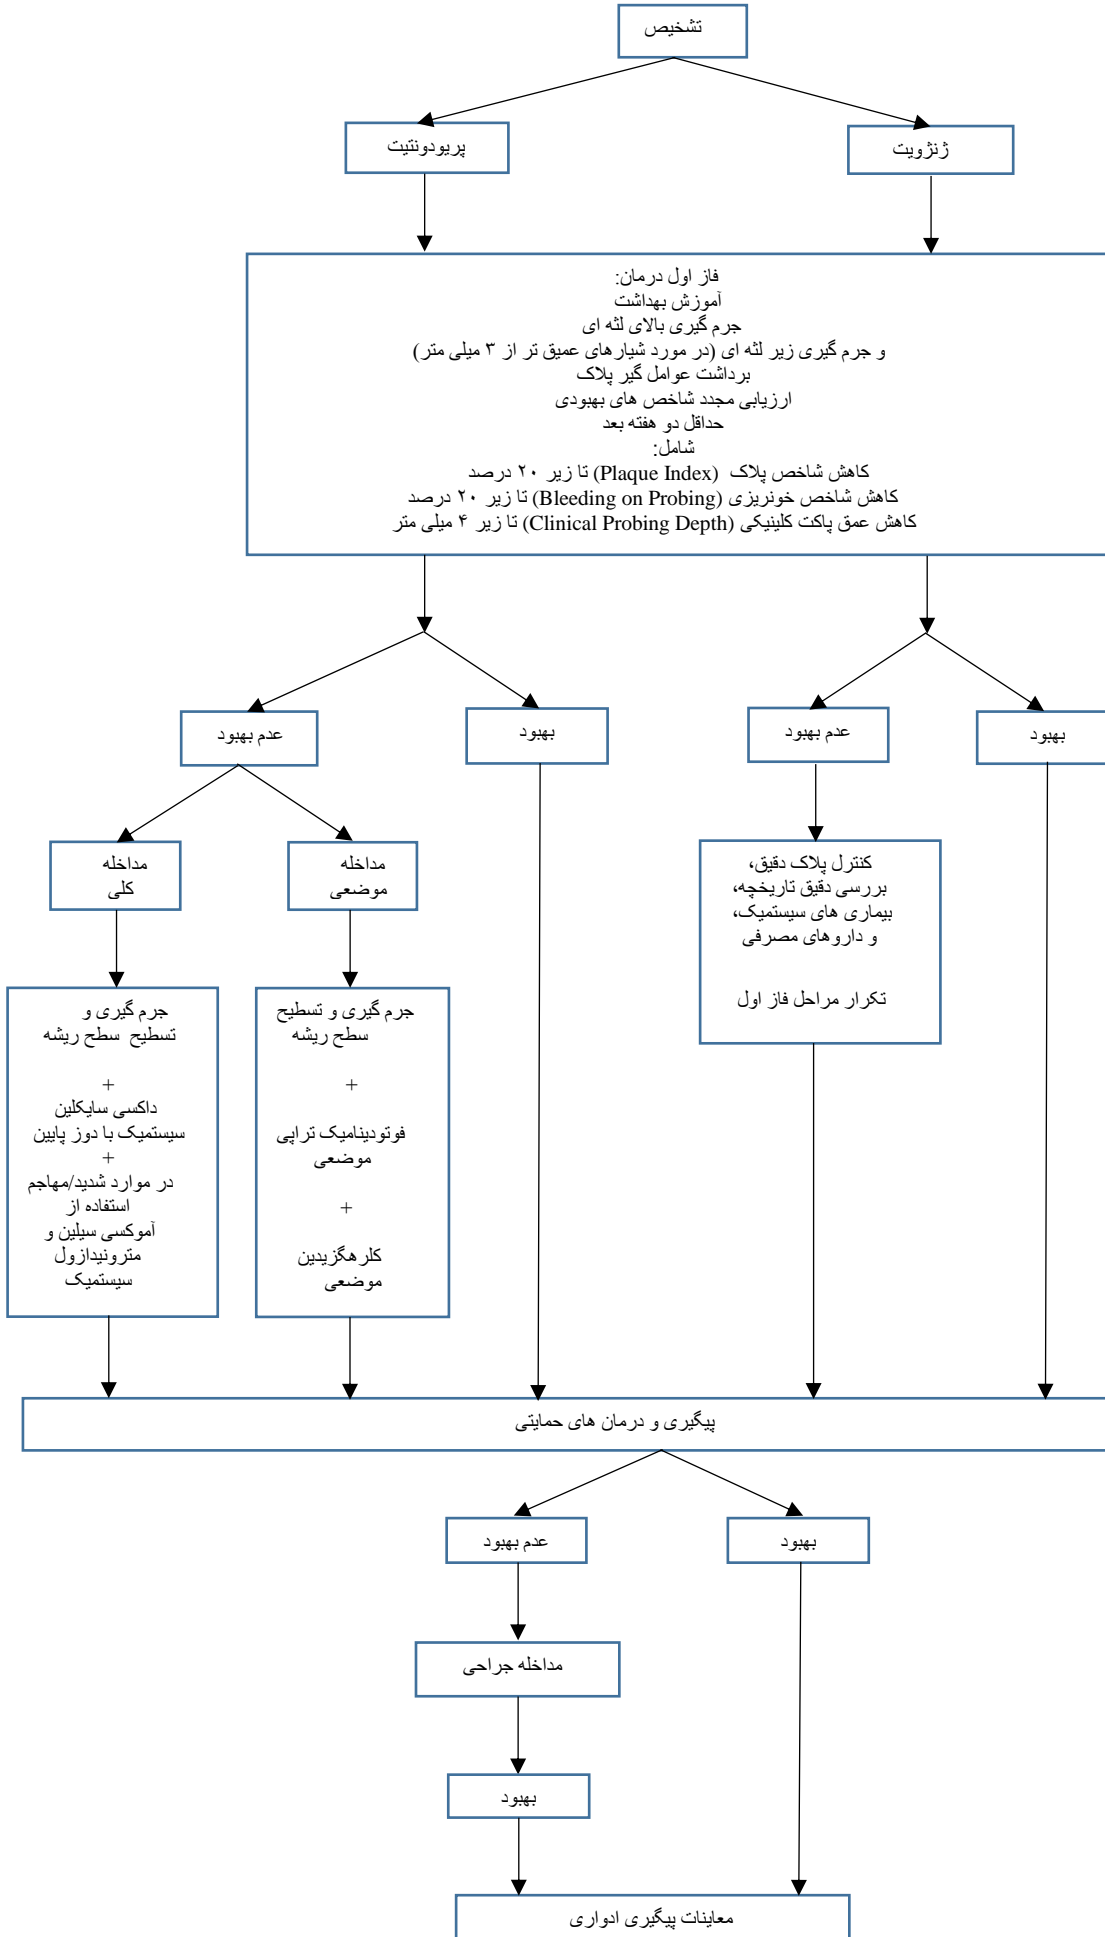 تشخیص
ژنژویت
پریودونتیت
فاز اول درمان:
آموزش بهداشت
جرم گیری بالای لثه ای
و جرم گیری زیر لثه ای (در مورد شیارهای عمیق تر از ۳ میلی متر)
برداشت عوامل گیر پلاک
ارزیابی مجدد شاخص های بهبودی
حداقل دو هفته بعد
شامل:
کاهش شاخص پلاک (Plaque Index) تا زیر ۲۰ درصد
کاهش شاخص خونریزی (Bleeding on Probing) تا زیر ۲۰ درصد
کاهش عمق پاکت کلینیکی (Clinical Probing Depth) تا زیر ۴ میلی متر
بهبود
عدم بهبود
بهبود
عدم بهبود
کنترل پلاک دقیق،
بررسی دقیق تاریخچه،
بیماری های سیستمیک،
و داروهای مصرفی
تکرار مراحل فاز اول
مداخله
موضعی
مداخله
کلی
جرم گیری و تسطیح
سطح ریشه
+
فوتودینامیک تراپی
موضعی
+
کلرهگزیدین
موضعی
جرم گیری و
تسطیح سطح ریشه
+
داکسی سایکلین
سیستمیک با دوز پایین
+
در موارد شدید/مهاجم
استفاده از
آموکسی سیلین و
مترونیدازول
سیستمیک
پیگیری و درمان های حمایتی
بهبود
عدم بهبود
مداخله جراحی
بهبود
معاینات پیگیری ادواری